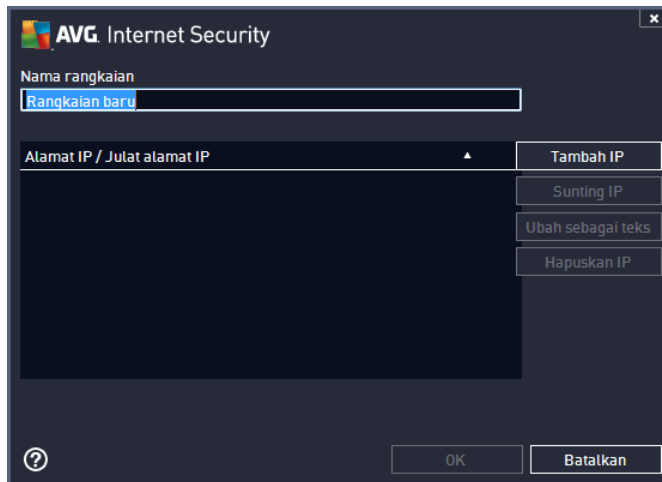 AVG. Internet Security
Nama rangkaian
Rangkaian baru
Alamat IP / Julat alamat IP
Tambah IP
Sunting IP
Ubah sebagai teks
Hapuskan IP
OK
Batalkan